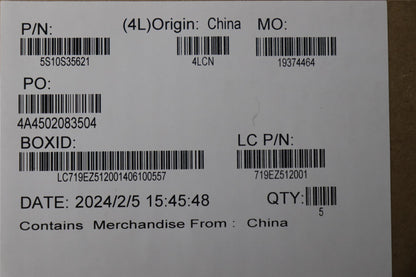 P/N: (4L)Origin: China MO:
5S10S35621 4LCN 19374464
PO:
4A4502083504
BOXID: LC P/N:
LC719EZ512001406100557 719EZ512001
DATE: 2024/2/5 15:45:48 QTY:
5
Contains Merchandise From : China